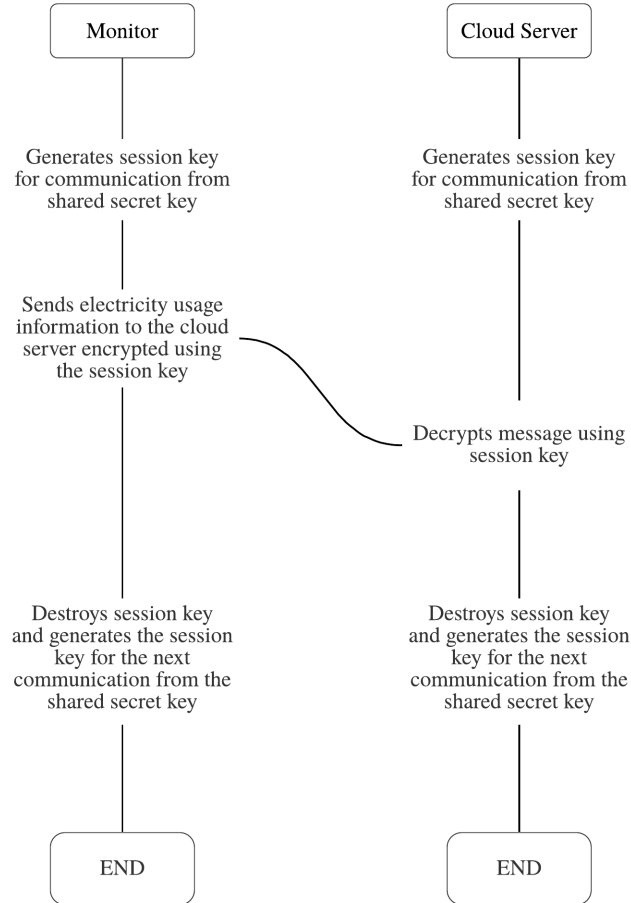 Monitor
Cloud Server
Generates session key
for communication from
shared secret key
Generates session key
for communication from
shared secret key
Sends electricity usage
information to the cloud
server encrypted using
the session key
Decrypts message using
session key
Destroys session key
and generates the session
key for the next
communication from the
shared secret key
Destroys session key
and generates the session
key for the next
communication from the
shared secret key
END
END